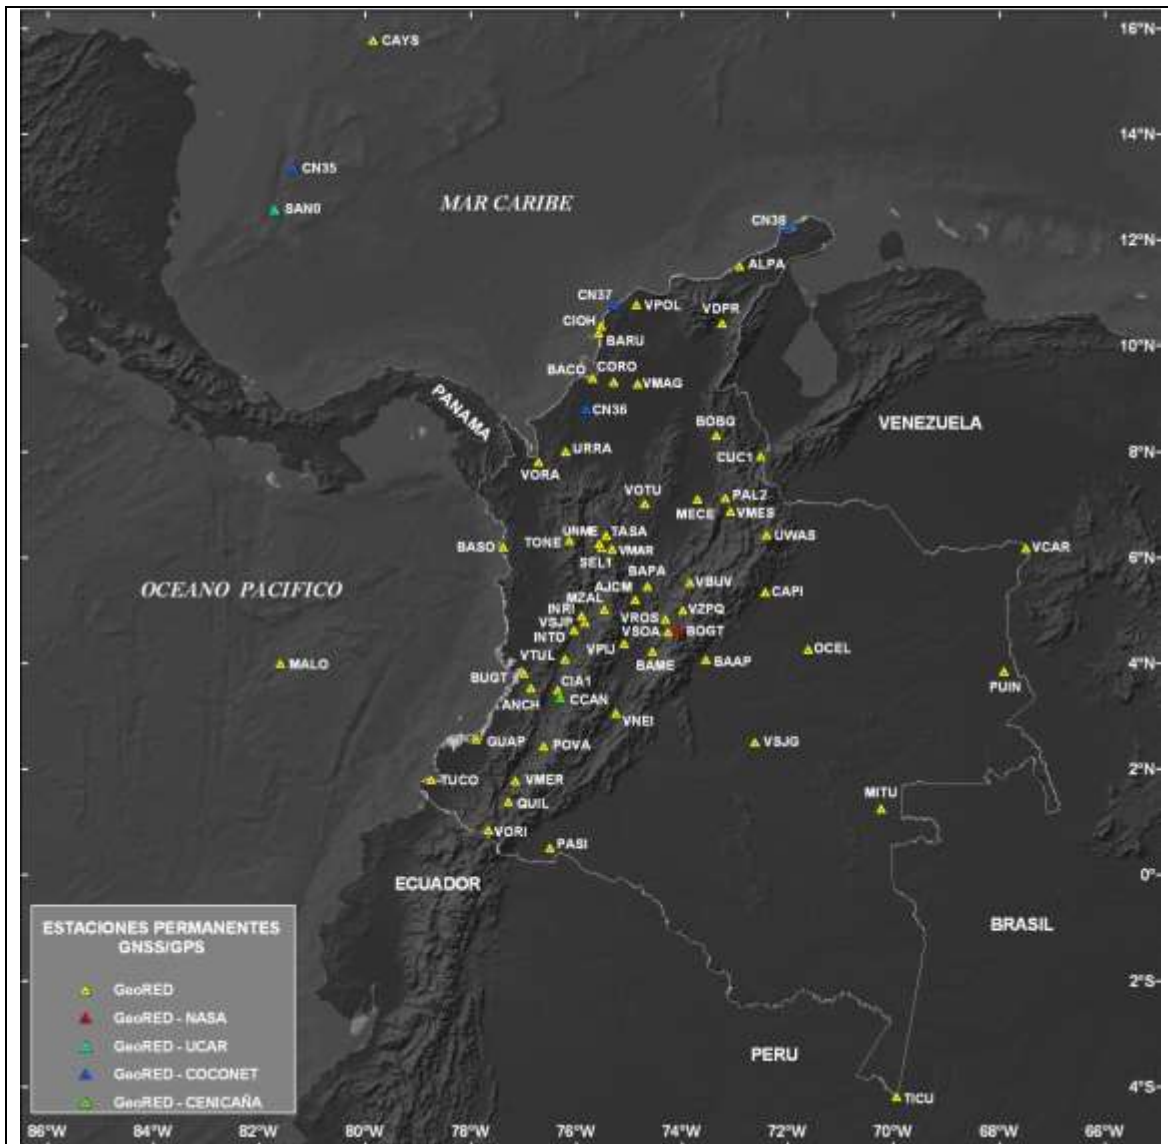 16°N
CAYS
14°N
CN35
MAR CARIBE
SAN0
CN38
12°N
ALPA
CN37
VPOL
VDPR
CIOH
BARU
10°N
BACO
CORO
VMAG
PANAMA
CN36
BOBG
VENEZUELA
URRA
CUC1
8°N
VORA
VOTU
PAL2
MECE
VMES
UNME
TASA
UWAS
BASO
TONE
VMAR
VCAR
6°N
SEL1
BAPA
OCEANO PACIFICO
AJCM
VBUV
CAPI
MZAL
INRI
VROS
VZPQ
VSJP
VSOA
BOGT
INTO
VTUL
VPIJ
OCEL
MALO
BAME
BAAP
4°N
BUGT
CIA1
PUIN
ANCH
CCAN
VNEI
GUAP
POVA
VSJG
TUCO
VMER
2°N
MITU
QUIL
VORI
PASI
ECUADOR
0°
ESTACIONES PERMANENTES
GNSS/GPS
BRASIL
GeoRED
2°S
GeoRED - NASA
GeoRED - UCAR
PERU
GeoRED - COCONET
GeoRED - CENICAÑA
4°S
TICU
86°W 84°W 82°W 80°W 78°W 76°W 74°W 72°W 70°W 68°W 66°W